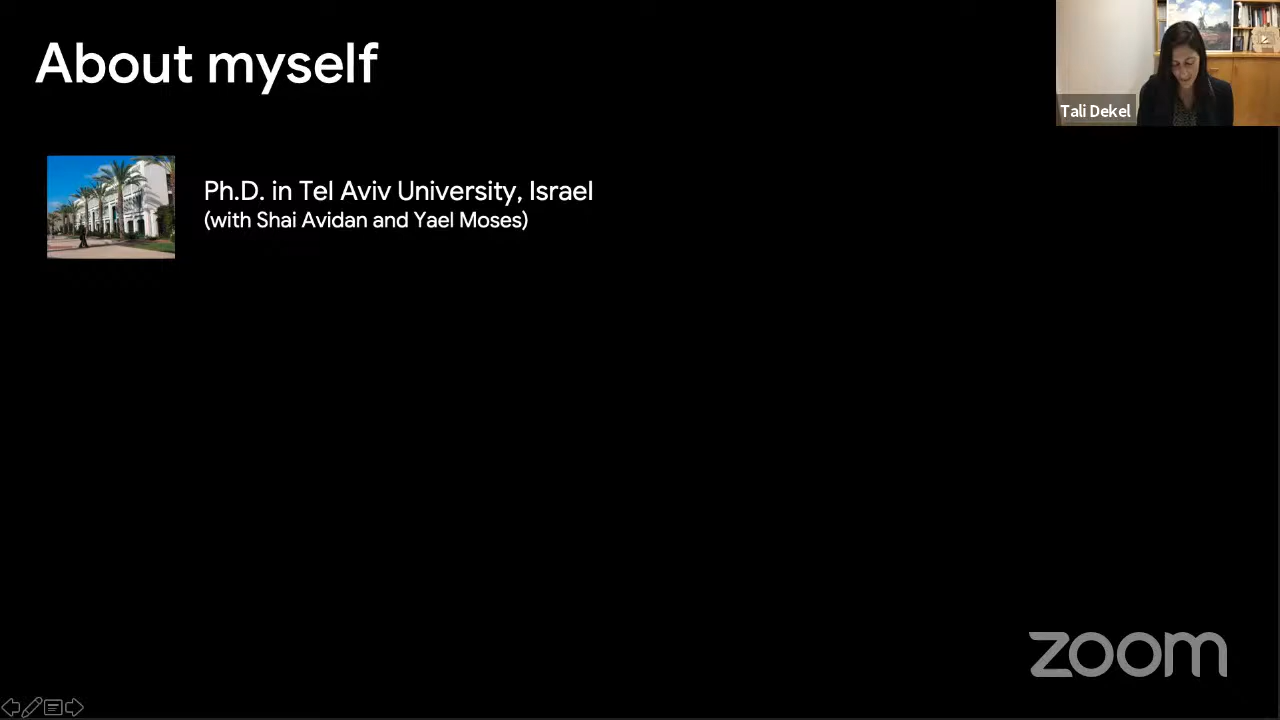 About myself
Tali Dekel
Ph.D. in Tel Aviv University, Israel
(with Shai Avidan and Yael Moses)
zoom